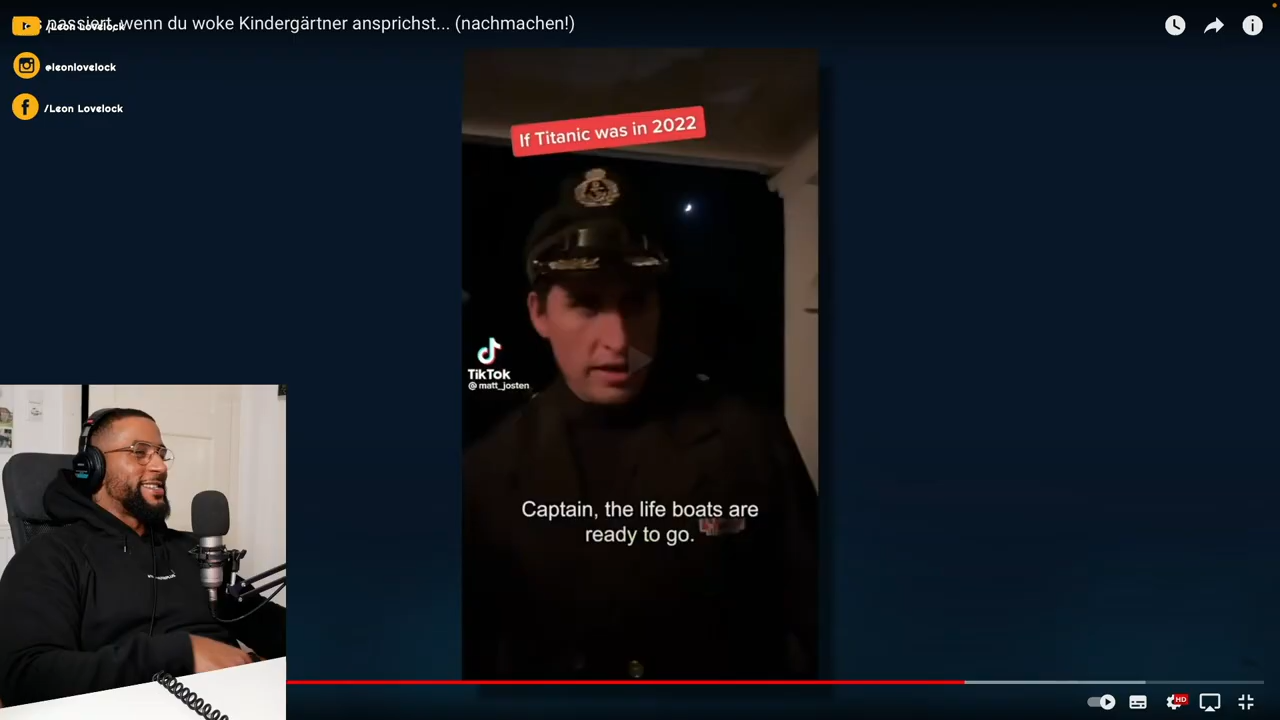 passiert, wenn du woke Kindergärtner ansprichst... (nachmachen!)
/Leon Lovelock
@leonlovelock
/Leon Lovelock
If Titanic was in 2022
TikTok
@ matt_josten
Captain, the life boats are
ready to go.
HD